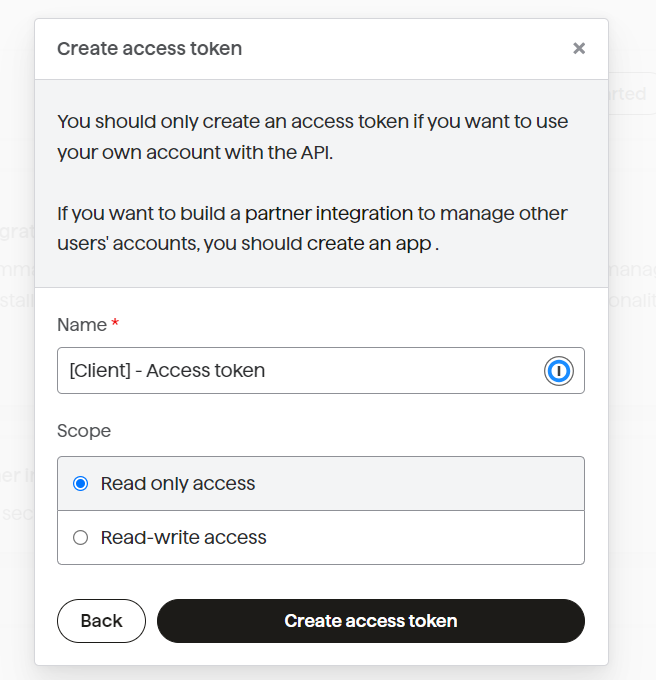 Create access token
×
You should only create an access token if you want to use
your own account with the API.
If you want to build a partner integration to manage other
users' accounts, you should create an app .
Name *
[Client] - Access token
Scope
Read only access
Read-write access
Back
Create access token